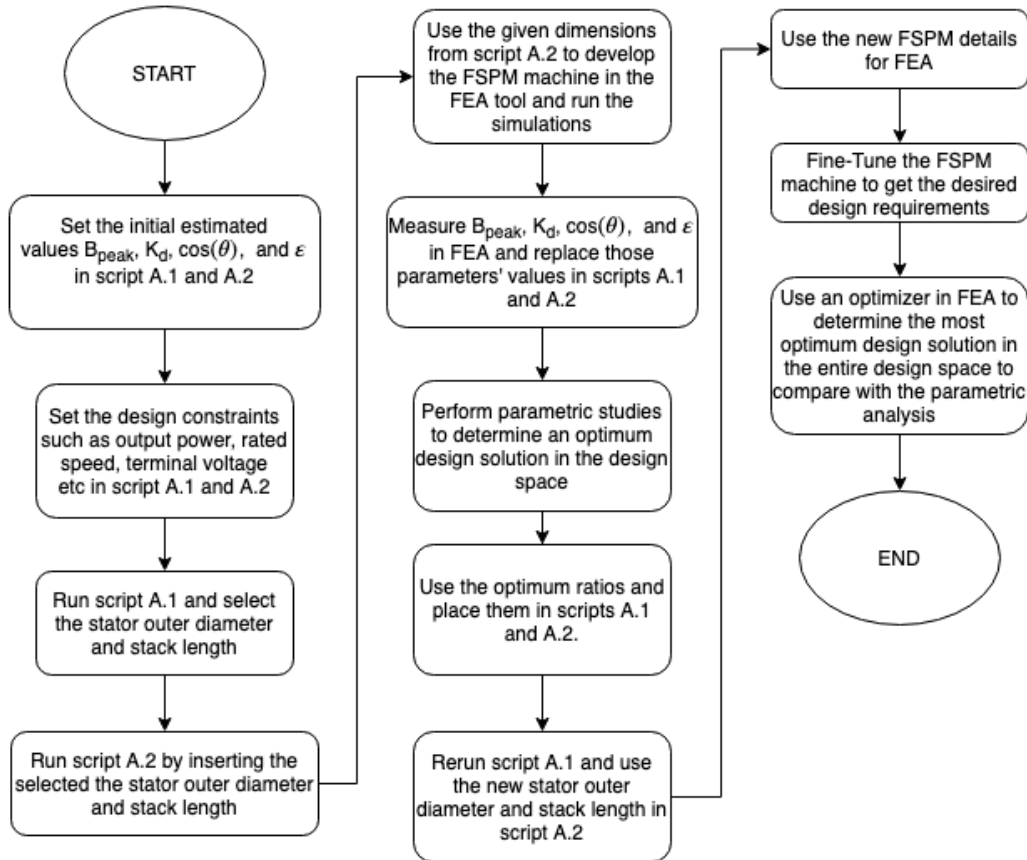 START
Set the initial estimated
values B_peak, K_d, cos(θ), and ε
in script A.1 and A.2
Set the design constraints
such as output power, rated
speed, terminal voltage
etc in script A.1 and A.2
Run script A.1 and select
the stator outer diameter
and stack length
Run script A.2 by inserting the
selected the stator outer diameter
and stack length
Use the given dimensions
from script A.2 to develop
the FSPM machine in the
FEA tool and run the
simulations
Measure B_peak, K_d, cos(θ), and ε
in FEA and replace those
parameters' values in scripts A.1
and A.2
Perform parametric studies
to determine an optimum
design solution in the design
space
Use the optimum ratios and
place them in scripts A.1
and A.2.
Rerun script A.1 and use
the new stator outer
diameter and stack length in
script A.2
Use the new FSPM details
for FEA
Fine-Tune the FSPM
machine to get the desired
design requirements
Use an optimizer in FEA to
determine the most
optimum design solution in
the entire design space to
compare with the parametric
analysis
END